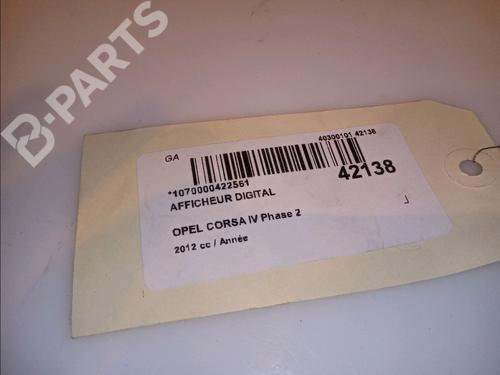 B-PARTS
GA
40300101 42138
*1070000422561
42138
AFFICHEUR DIGITAL
OPEL CORSA IV Phase 2
2012 cc / Année